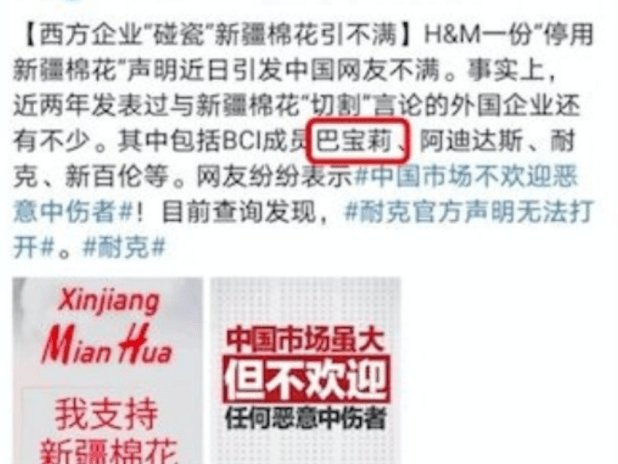 【西方企业“碰瓷”新疆棉花引不满】H&M一份“停用
新疆棉花”声明近日引发中国网友不满。事实上，
近两年发表过与新疆棉花“切割”言论的外国企业还
有不少。其中包括BCI成员巴宝莉、阿迪达斯、耐
克、新百伦等。网友纷纷表示#中国市场不欢迎恶
意中伤者#！目前查询发现，#耐克官方声明无法打
开#。#耐克#
Xinjiang
Mian Hua
我支持
新疆棉花
中国市场虽大
但不欢迎
任何恶意中伤者